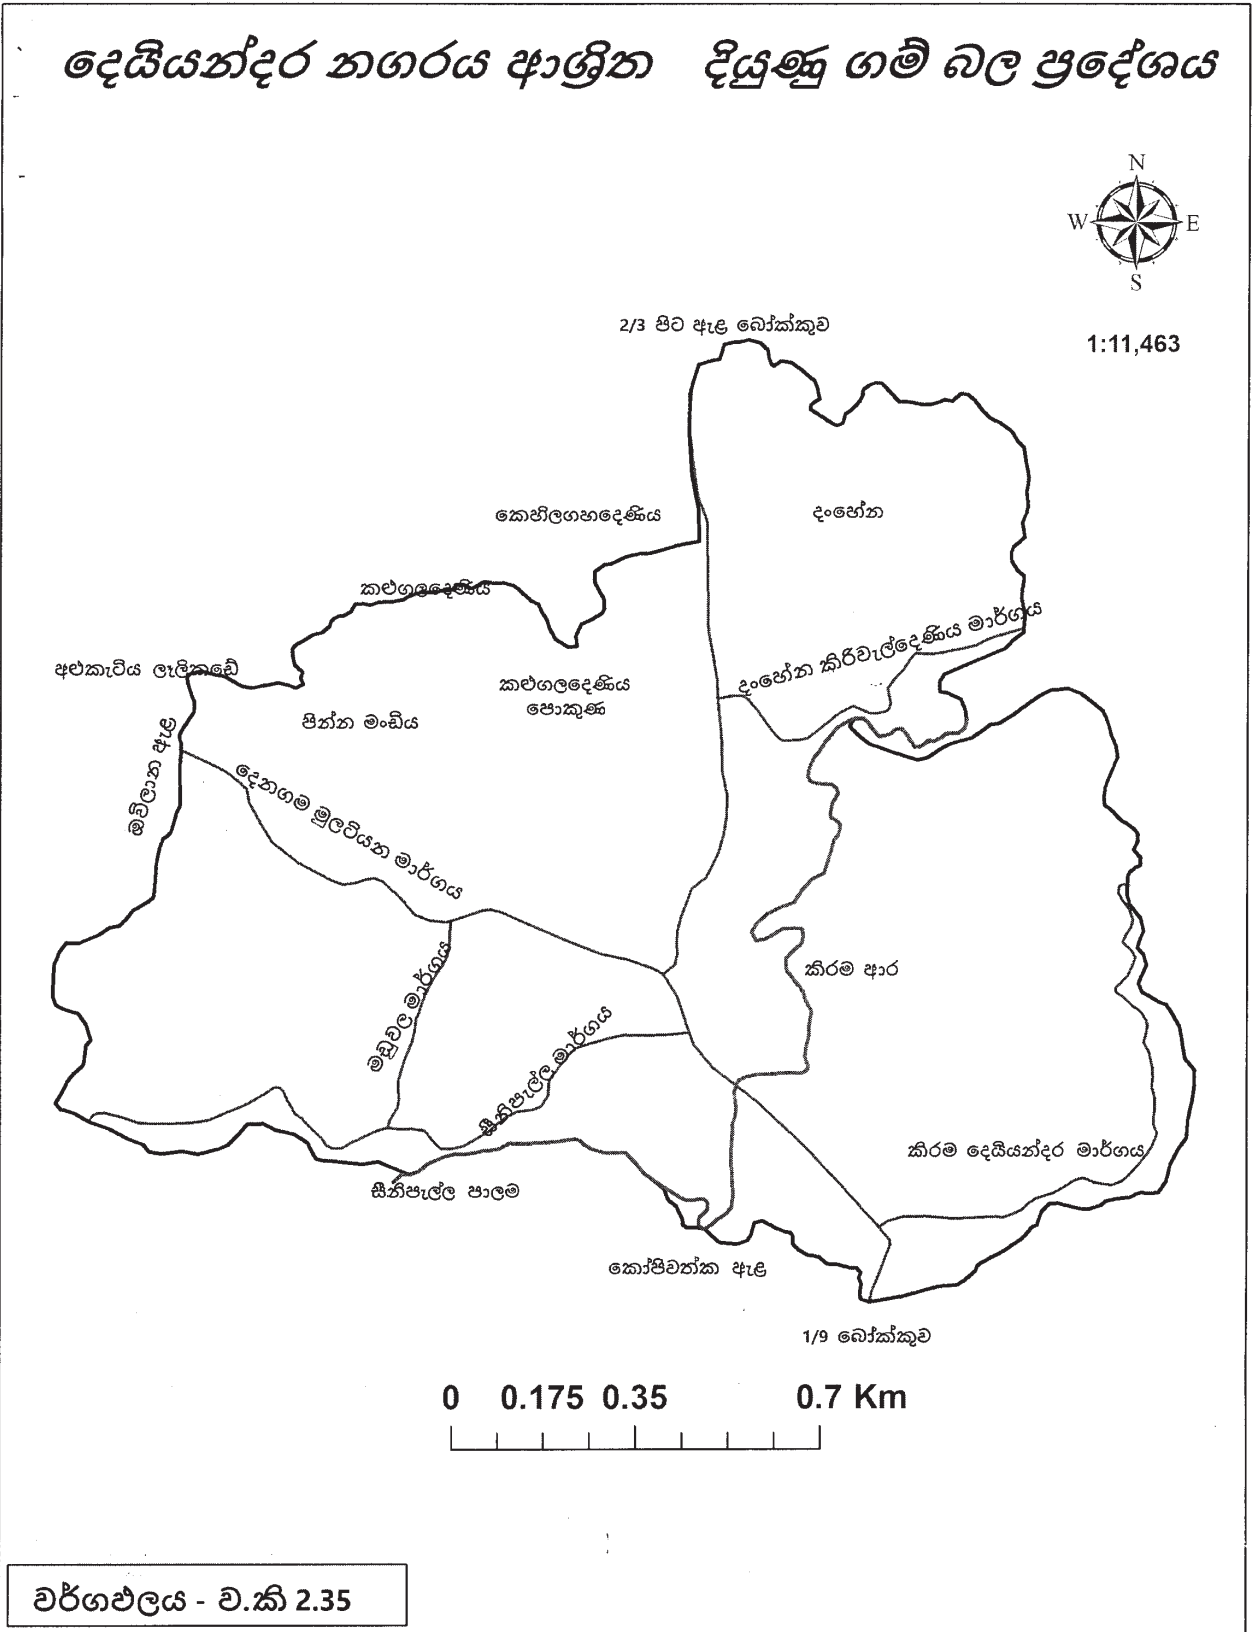 දෙයියන්දර නගරය ආශ්‍රිත දියුණු ගම් බල ප්‍රදේශය
N
W E
S
1:11,463
2/3 පිට ඇළ බෝක්කුව
කෙහිලගහදෙණිය
දංහේන
කළුගලදෙණිය
දංහේන කිරිවැල්දෙණිය මාර්ගය
අළුකැටිය ලෑලිකඩේ
කළුගලදෙණිය
පොකුණ
පින්න මංඩිය
ඔව්ලාන ඇළ
දෙනගම මුලටියන මාර්ගය
මඩුවල මාර්ගය
කිරම ආර
සීනිපැල්ල මාර්ගය
කිරම දෙයියන්දර මාර්ගය
සීනිපැල්ල පාලම
කෝපිවත්ක ඇළ
1/9 බෝක්කුව
0 0.175 0.35 0.7 Km
වර්ගඵලය - ව.කි 2.35